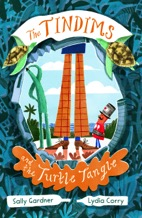 The
TINDIMS
and the Turtle Tangle
Sally Gardner
Lydia Corry